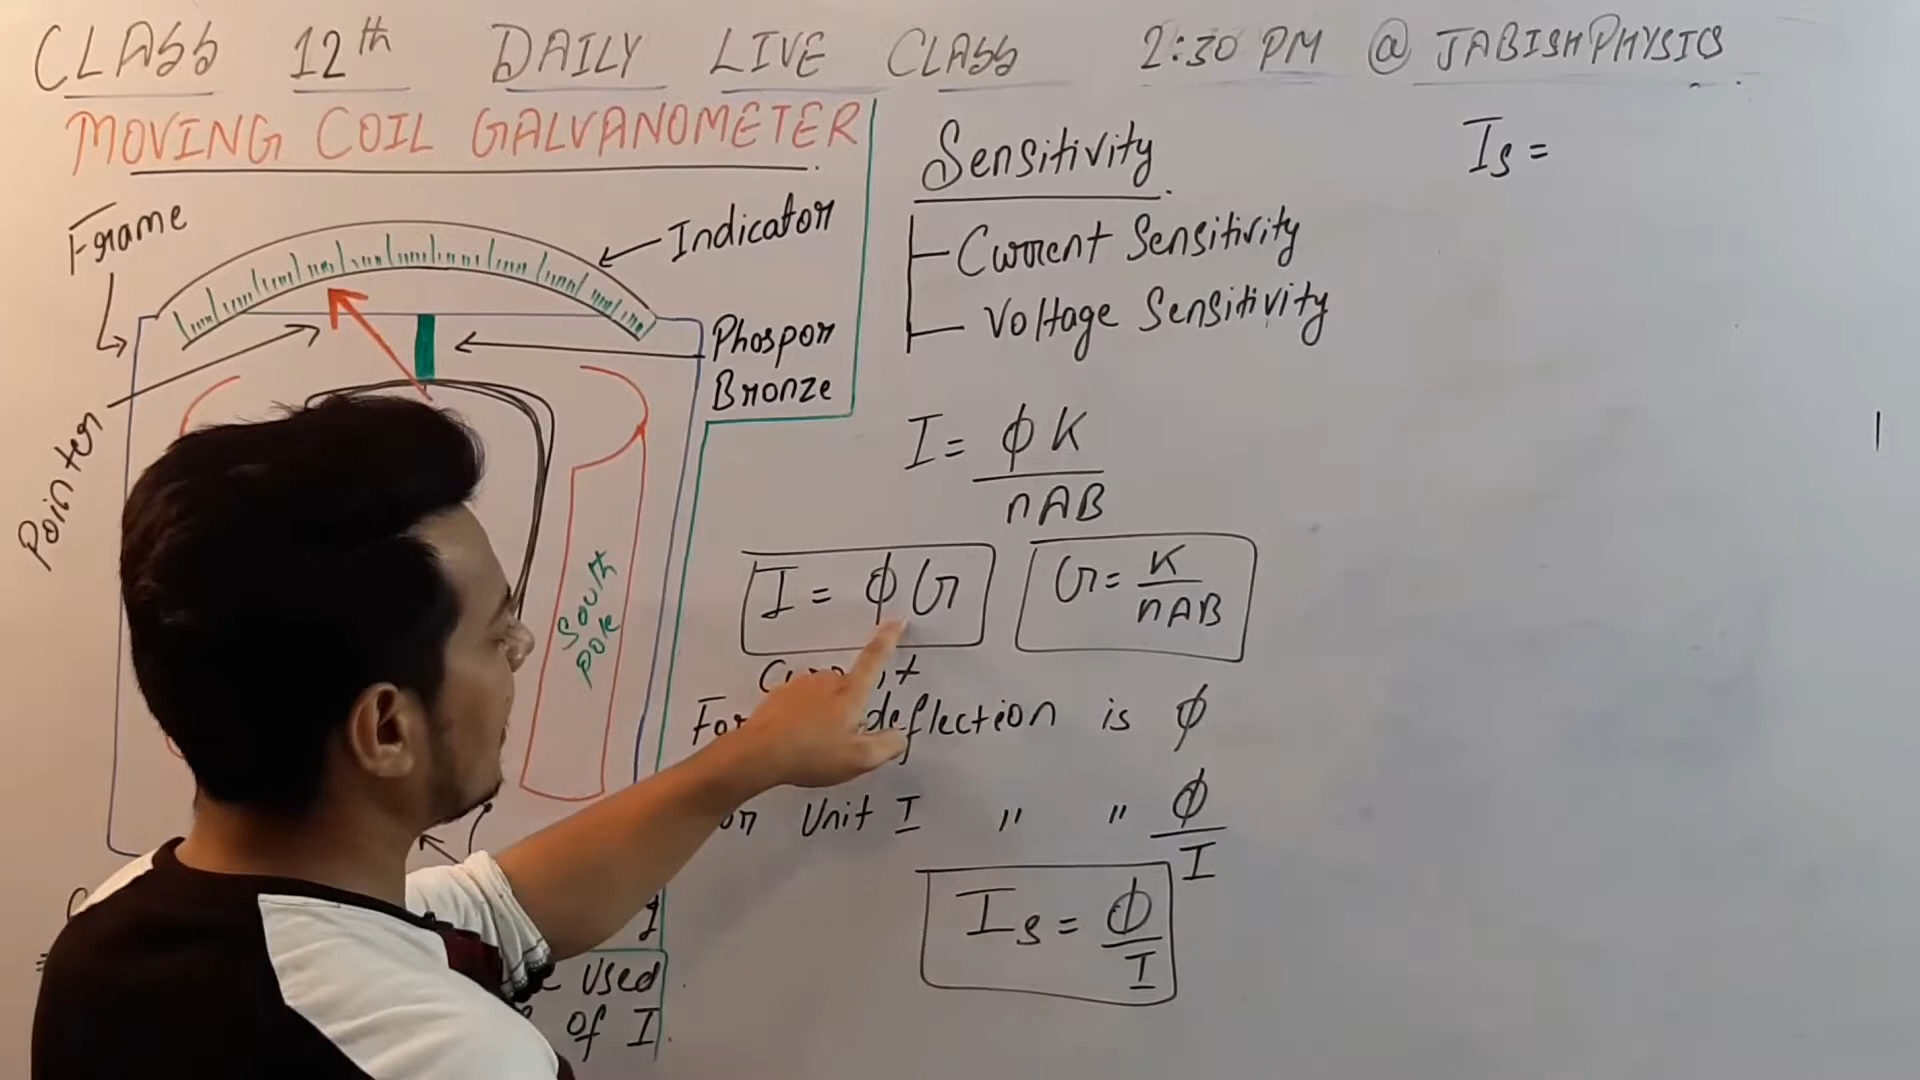 CLASS 12th DAILY LIVE CLASS 2:30 PM @ JABISHPHYSICS
MOVING COIL GALVANOMETER
Frame
Indicator
Pointer
Phospor
Bronze
South
pole
Used
of I
Sensitivity
Current Sensitivity
Voltage Sensitivity
I = ϕK / nAB
I = ϕG
G = K / nAB
deflection is ϕ
Unit I " " ϕ / I
Is = ϕ / I
Is =